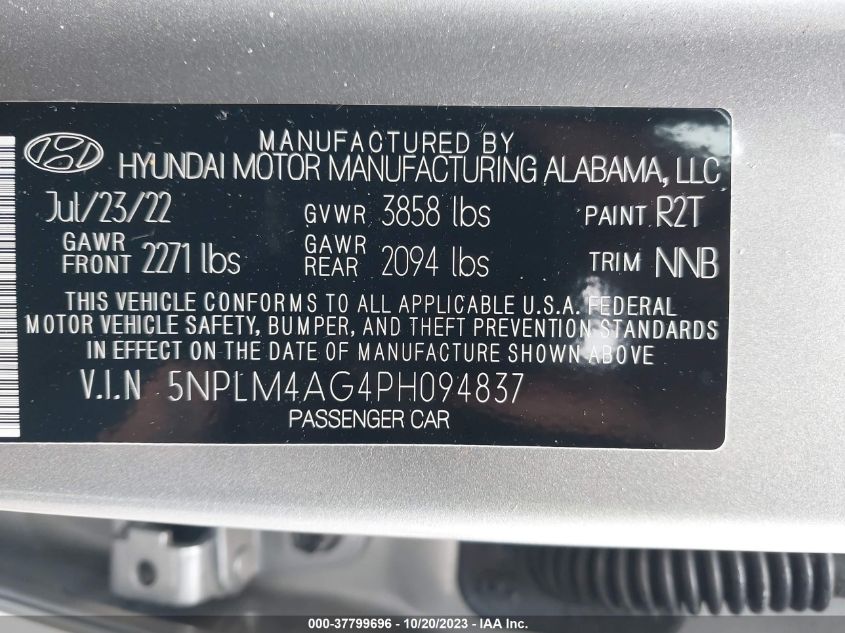 MANUFACTURED BY
HYUNDAI MOTOR MANUFACTURING ALABAMA, LLC
Jul/23/22 GVWR 3858 lbs PAINT R2T
GAWR FRONT 2271 lbs GAWR REAR 2094 lbs TRIM NNB
THIS VEHICLE CONFORMS TO ALL APPLICABLE U.S.A. FEDERAL
MOTOR VEHICLE SAFETY, BUMPER, AND THEFT PREVENTION STANDARDS
IN EFFECT ON THE DATE OF MANUFACTURE SHOWN ABOVE
V.I.N 5NPLM4AG4PH094837
PASSENGER CAR
000-37799696 - 10/20/2023 - IAA Inc.